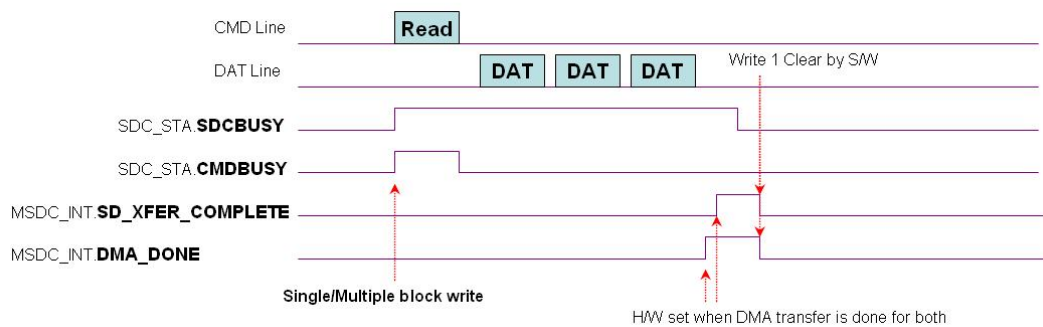 CMD Line
Read
DAT Line
DAT DAT DAT
Write 1 Clear by S/W
SDC_STA.SDCBUSY
SDC_STA.CMDBUSY
MSDC_INT.SD_XFER_COMPLETE
MSDC_INT.DMA_DONE
Single/Multiple block write
H/W set when DMA transfer is done for both